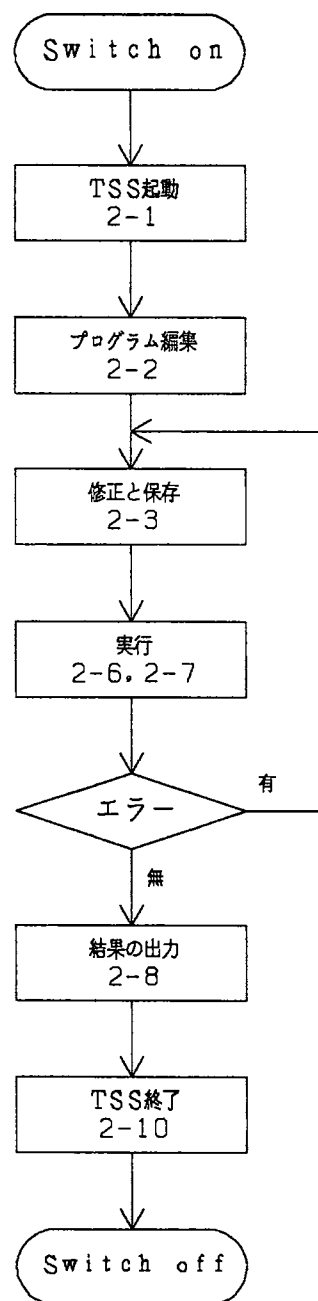 Switch on
TSS起動
2-1
プログラム編集
2-2
修正と保存
2-3
実行
2-6, 2-7
エラー
有
無
結果の出力
2-8
TSS終了
2-10
Switch off